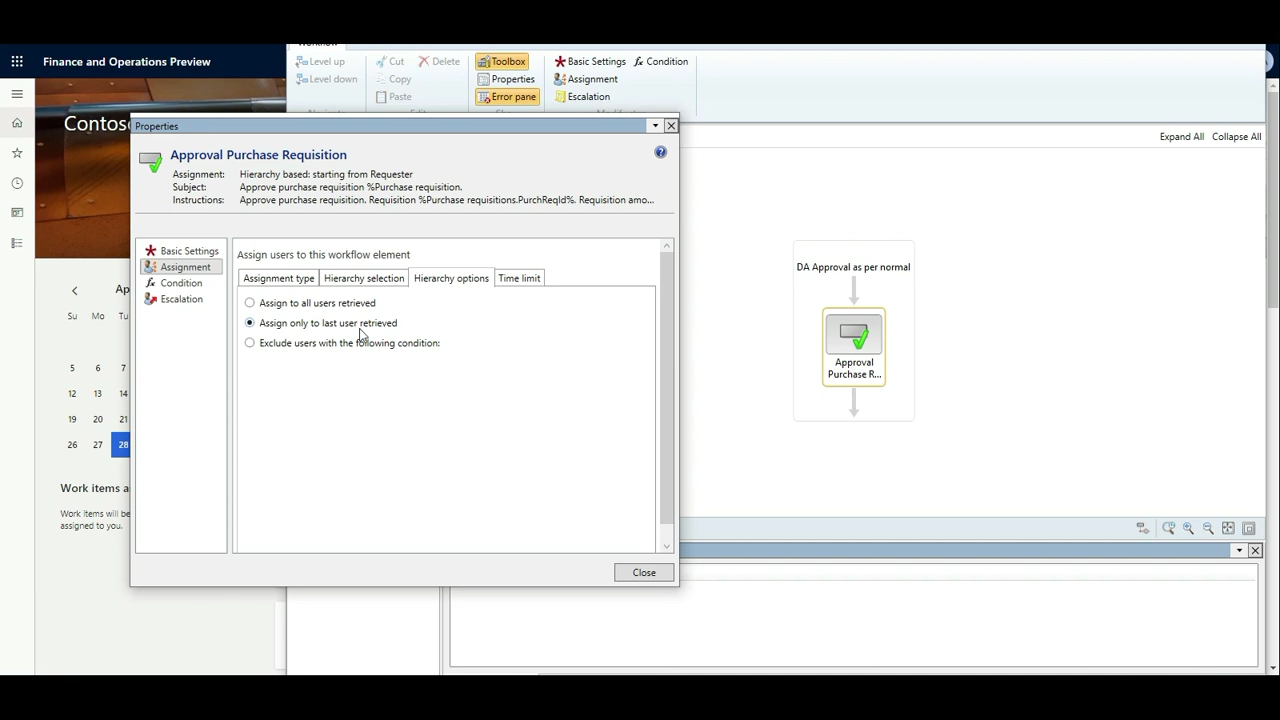 Finance and Operations Preview
Level up
Cut
Delete
Toolbox
Basic Settings
Condition
Level down
Copy
Properties
Assignment
Paste
Error pane
Escalation
Contoso
Properties
Expand All
Collapse All
Approval Purchase Requisition
Assignment: Hierarchy based: starting from Requester
Subject: Approve purchase requisition %Purchase requisition.
Instructions: Approve purchase requisition. Requisition %Purchase requisitions.PurchReqId%. Requisition amo...
Basic Settings
Assignment
Condition
Escalation
Assign users to this workflow element
Assignment type
Hierarchy selection
Hierarchy options
Time limit
Assign to all users retrieved
Assign only to last user retrieved
Exclude users with the following condition:
Close
DA Approval as per normal
Approval
Purchase R...
Ap
Su Mo Tu
5 6 7
12 13 14
19 20 21
26 27 28
Work items a
Work items will be
assigned to you.